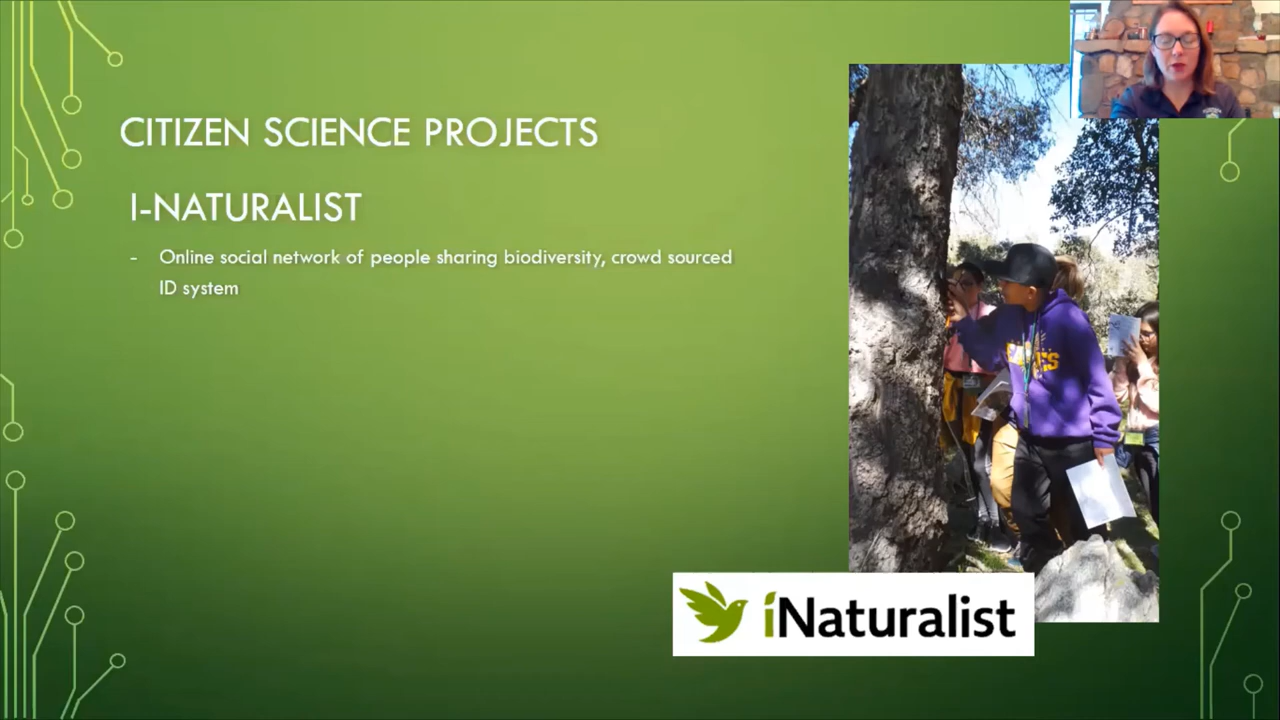 CITIZEN SCIENCE PROJECTS
I-NATURALIST
- Online social network of people sharing biodiversity, crowd sourced
ID system
iNaturalist